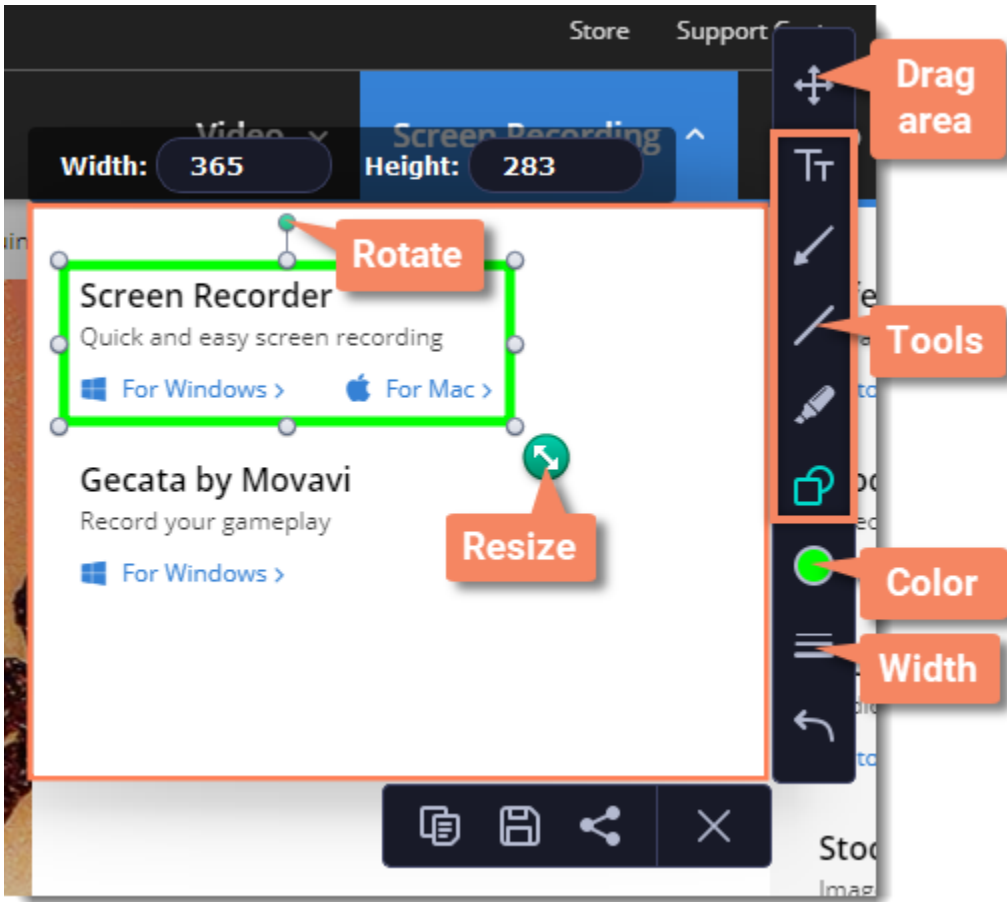 Store Support
Drag
area
Video Screen Recording
Width: 365 Height: 283
TT
Rotate
Screen Recorder
Quick and easy screen recording
For Windows > For Mac >
Tools
Gecata by Movavi
Record your gameplay
For Windows >
Resize
Color
Width